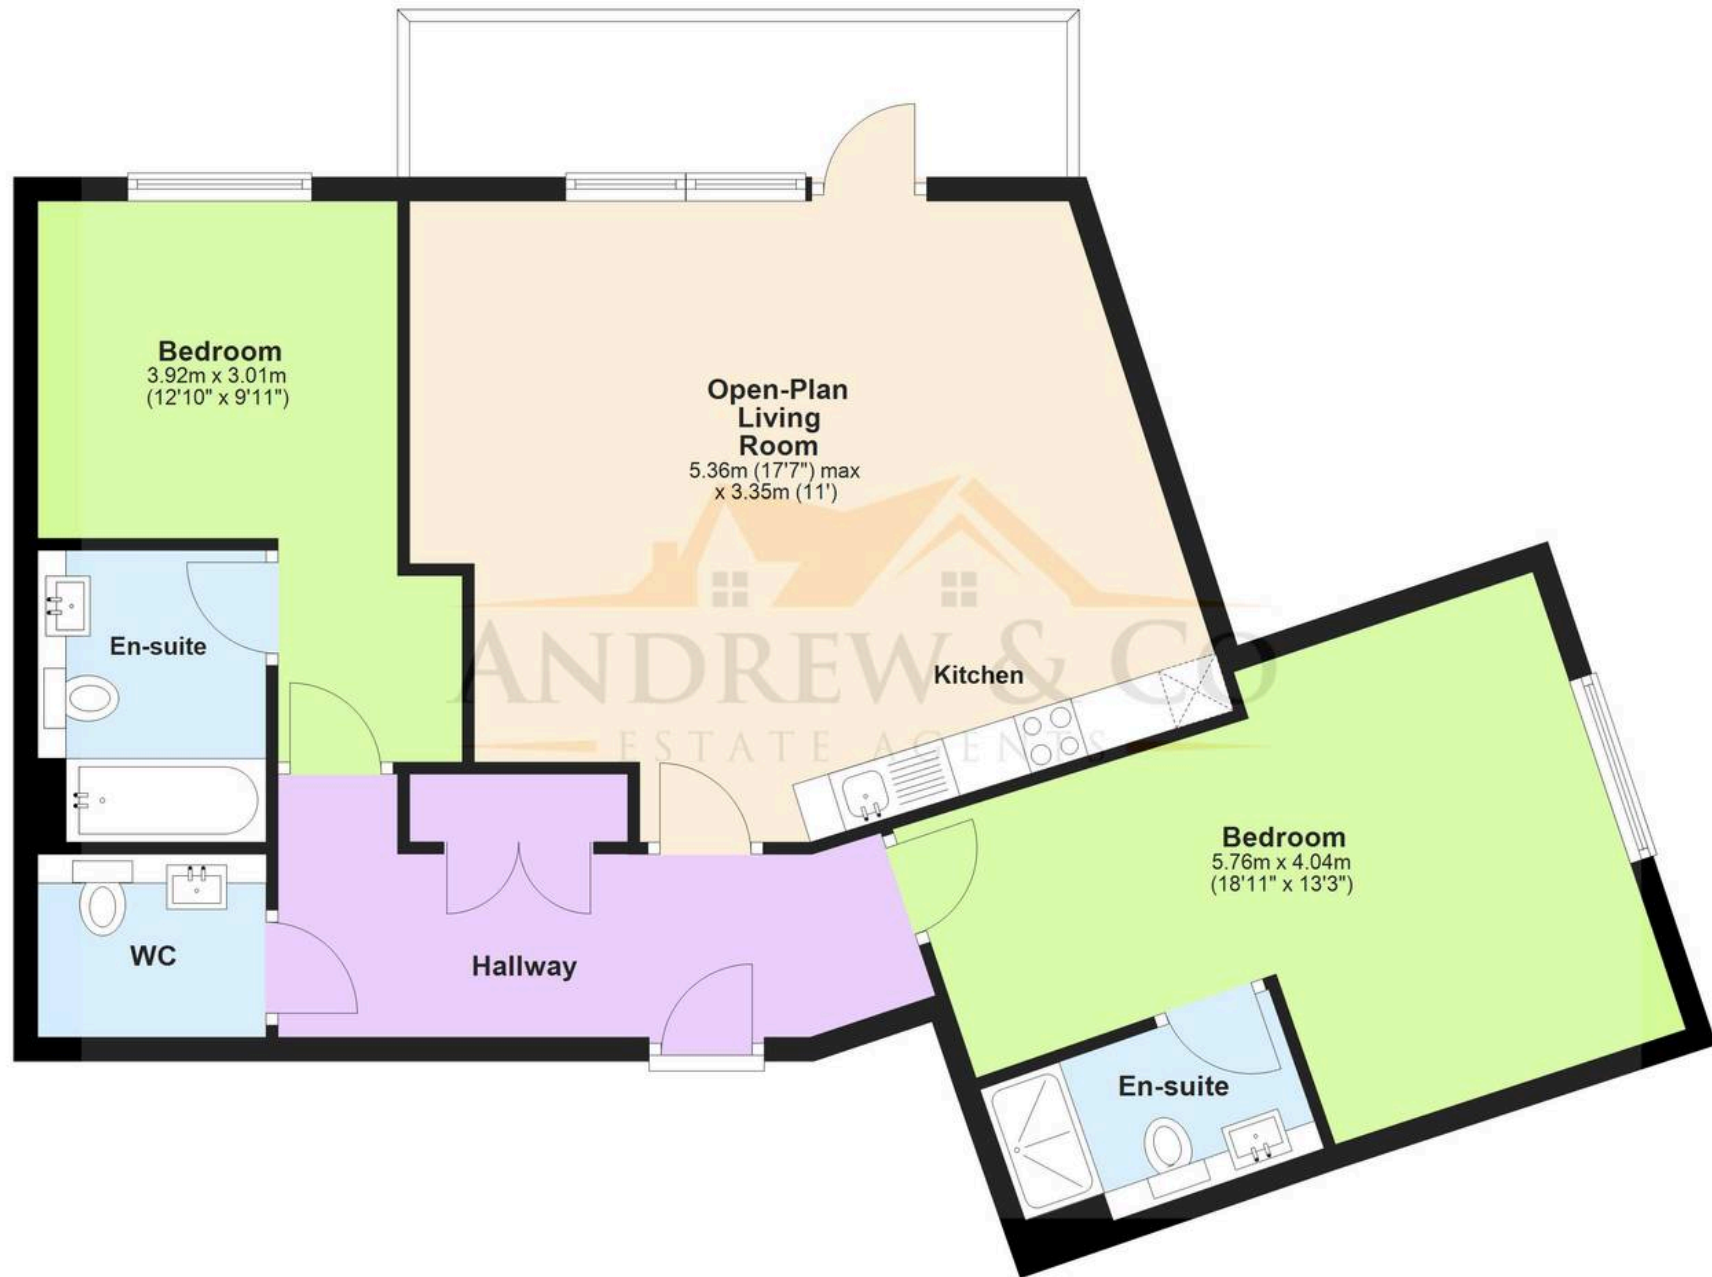 Bedroom
3.92m x 3.01m
(12'10" x 9'11")
Open-Plan
Living
Room
5.36m (17'7") max
x 3.35m (11')
En-suite
Kitchen
ANDREW & CO
ESTATE AGENTS
Bedroom
5.76m x 4.04m
(18'11" x 13'3")
WC
Hallway
En-suite